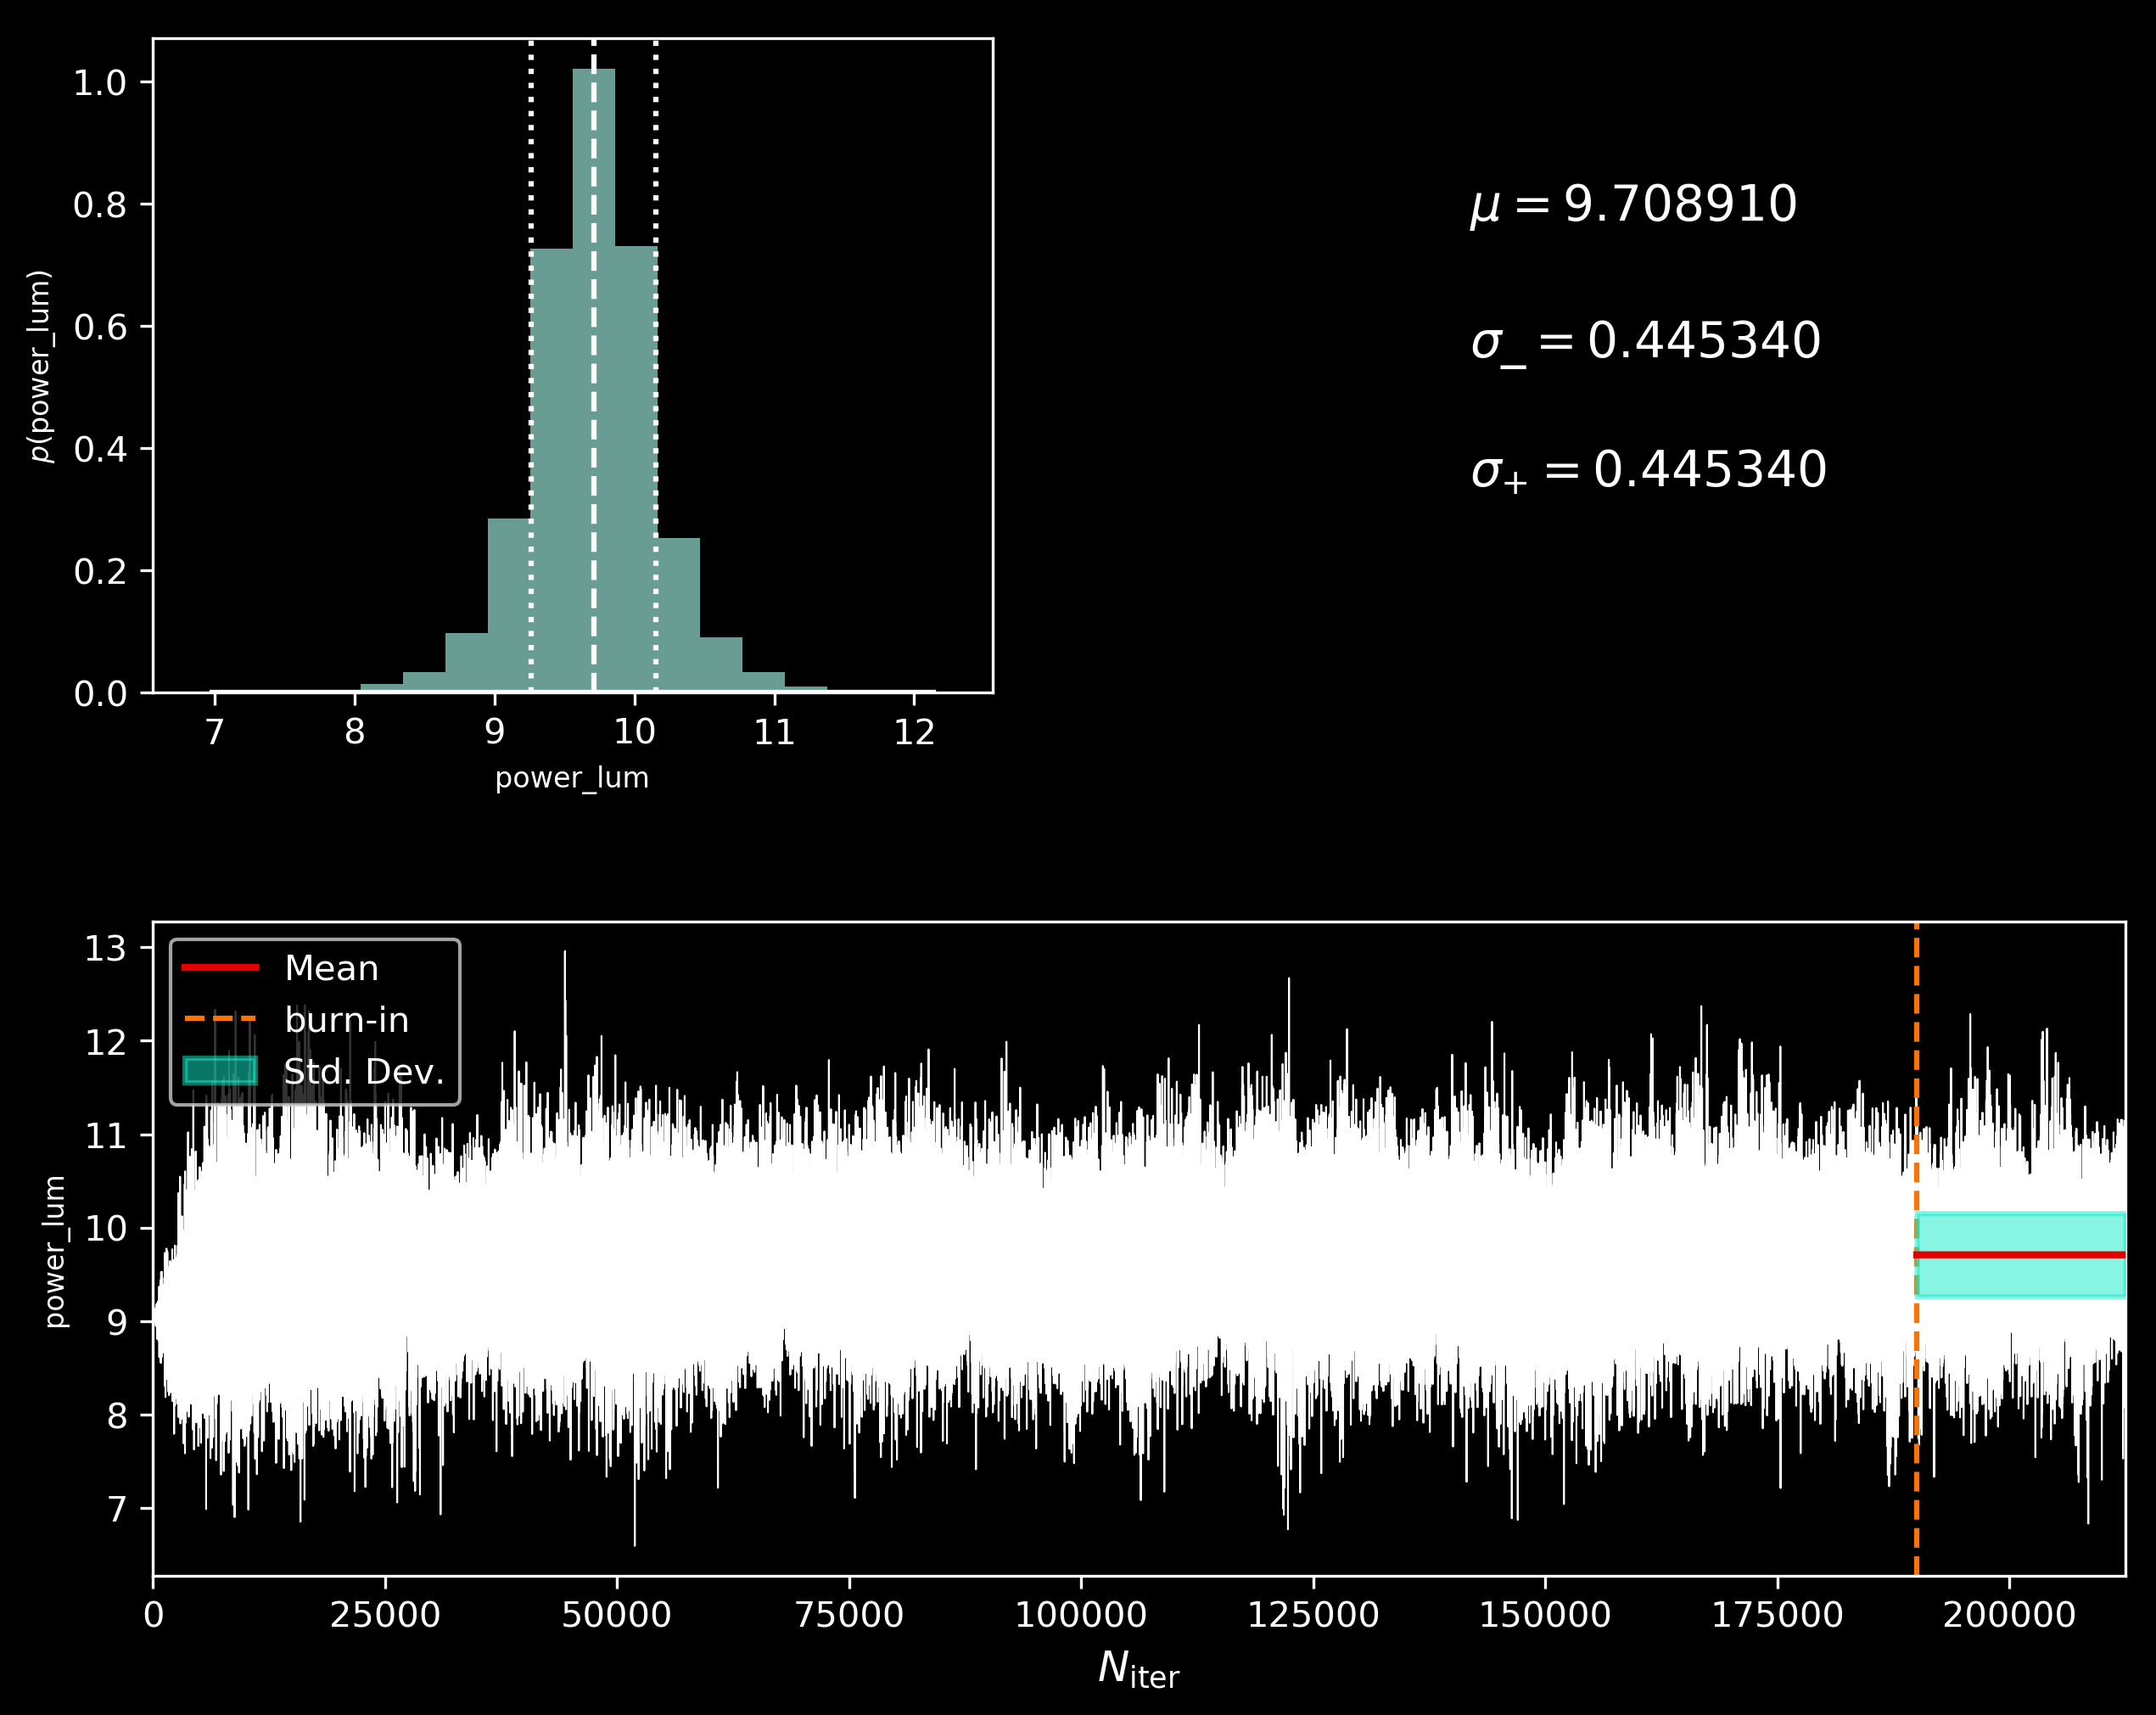 1.0
0.8
0.6
0.4
0.2
0.0
p(power_lum)
7 8 9 10 11 12
power_lum
μ = 9.708910
σ_ = 0.445340
σ+ = 0.445340
Mean
burn-in
Std. Dev.
13
12
11
10
9
8
7
power_lum
0 25000 50000 75000 100000 125000 150000 175000 200000
Niter